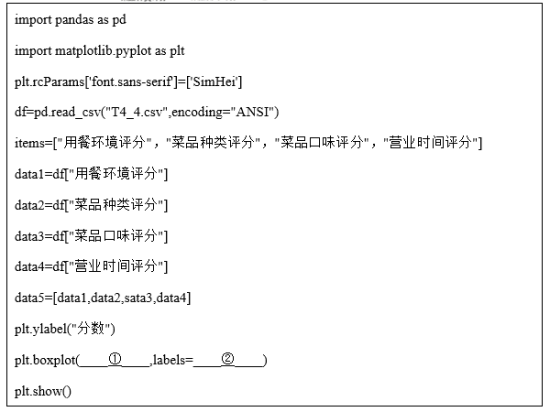 import pandas as pd
import matplotlib.pyplot as plt
plt.rcParams['font.sans-serif']=['SimHei']
df=pd.read_csv("T4_4.csv",encoding="ANSI")
items=["用餐环境评分"，"菜品种类评分"，"菜品口味评分"，"营业时间评分"]
data1=df["用餐环境评分"]
data2=df["菜品种类评分"]
data3=df["菜品口味评分"]
data4=df["营业时间评分"]
data5=[data1,data2,sata3,data4]
plt.ylabel("分数")
plt.boxplot(____①____,labels=____②____)
plt.show()